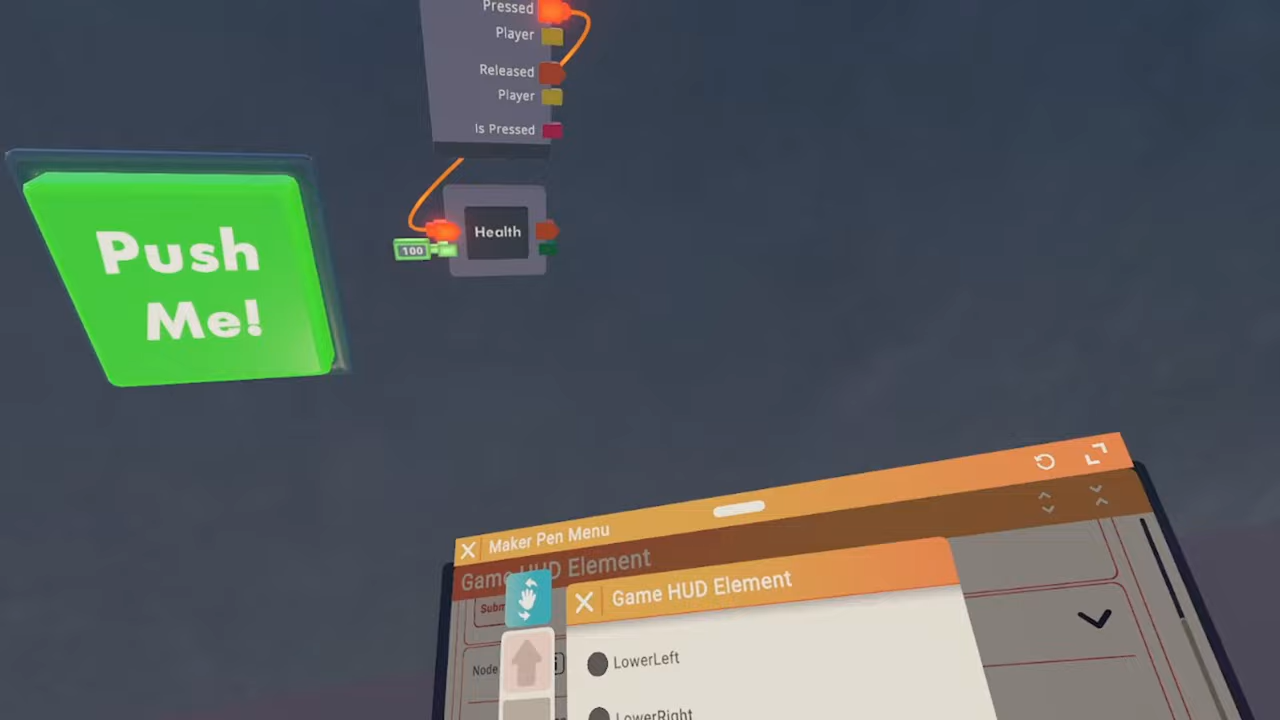 Pressed
Player
Released
Player
Is Pressed
Push
Me!
100
Health
Maker Pen Menu
Game HUD Element
Game HUD Element
Node
LowerLeft
LowerRight